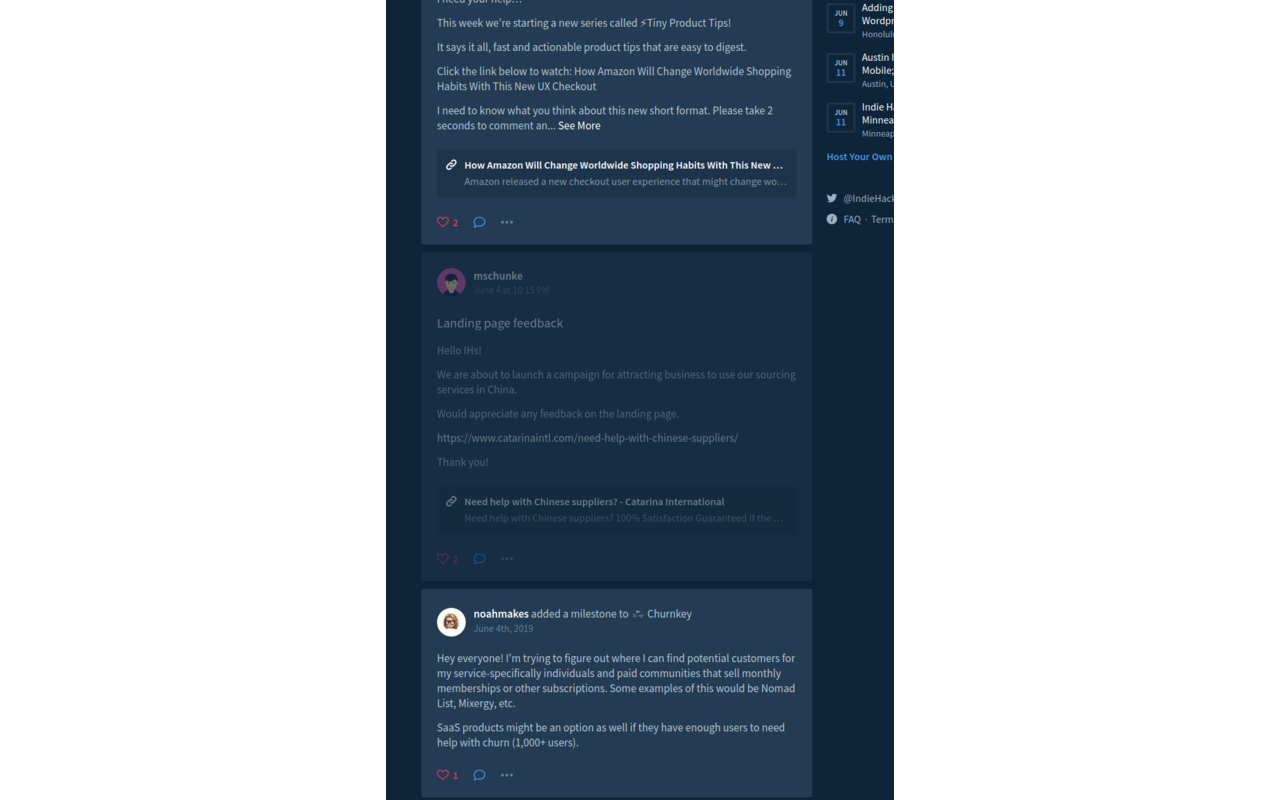 This week we're starting a new series called ⚡Tiny Product Tips!
It says it all, fast and actionable product tips that are easy to digest.
Click the link below to watch: How Amazon Will Change Worldwide Shopping
Habits With This New UX Checkout
I need to know what you think about this new short format. Please take 2
seconds to comment an... See More
How Amazon Will Change Worldwide Shopping Habits With This New ...
Amazon released a new checkout user experience that might change wo...
2
mschunke
June 4 at 10:15 PM
Landing page feedback
Hello IHs!
We are about to launch a campaign for attracting business to use our sourcing
services in China.
Would appreciate any feedback on the landing page.
https://www.catarinaintl.com/need-help-with-chinese-suppliers/
Thank you!
Need help with Chinese suppliers? - Catarina International
Need help with Chinese suppliers? 100% Satisfaction Guaranteed If the ...
2
noahmakes added a milestone to Churnkey
June 4th, 2019
Hey everyone! I'm trying to figure out where I can find potential customers for
my service-specifically individuals and paid communities that sell monthly
memberships or other subscriptions. Some examples of this would be Nomad
List, Mixergy, etc.
SaaS products might be an option as well if they have enough users to need
help with churn (1,000+ users).
1
JUN
9
Adding
Wordpr
Honolul
JUN
11
Austin I
Mobile;
Austin, U
JUN
11
Indie Ha
Minnea
Minneap
Host Your Own
@IndieHack
FAQ · Term